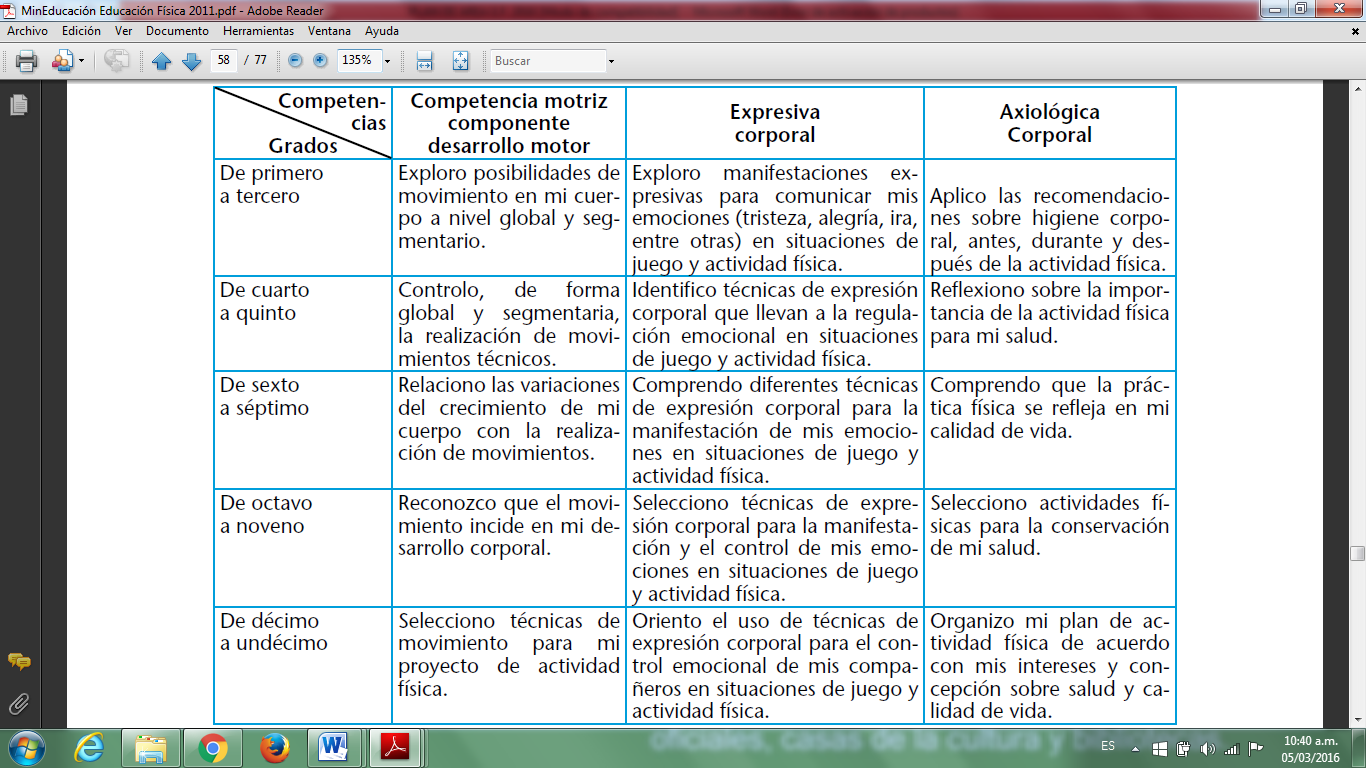 MinEducación Educación Física 2011.pdf - Adobe Reader
Archivo Edición Ver Documento Herramientas Ventana Ayuda
58 / 77 135% Buscar
Competen-
cias
Grados
Competencia motriz
componente
desarrollo motor
Expresiva
corporal
Axiológica
Corporal
De primero
a tercero
Exploro posibilidades de
movimiento en mi cuer-
po a nivel global y seg-
mentario.
Exploro manifestaciones ex-
presivas para comunicar mis
emociones (tristeza, alegría, ira,
entre otras) en situaciones de
juego y actividad física.
Aplico las recomendacio-
nes sobre higiene corpo-
ral, antes, durante y des-
pués de la actividad física.
De cuarto
a quinto
Controlo, de forma
global y segmentaria,
la realización de movi-
mientos técnicos.
Identifico técnicas de expresión
corporal que llevan a la regula-
ción emocional en situaciones
de juego y actividad física.
Reflexiono sobre la impor-
tancia de la actividad física
para mi salud.
De sexto
a séptimo
Relaciono las variaciones
del crecimiento de mi
cuerpo con la realiza-
ción de movimientos.
Comprendo diferentes técnicas
de expresión corporal para la
manifestación de mis emocio-
nes en situaciones de juego y
actividad física.
Comprendo que la prác-
tica física se refleja en mi
calidad de vida.
De octavo
a noveno
Reconozco que el movi-
miento incide en mi de-
sarrollo corporal.
Selecciono técnicas de expre-
sión corporal para la manifesta-
ción y el control de mis emo-
ciones en situaciones de juego
y actividad física.
Selecciono actividades fí-
sicas para la conservación
de mi salud.
De décimo
a undécimo
Selecciono técnicas de
movimiento para mi
proyecto de actividad
física.
Oriento el uso de técnicas de
expresión corporal para el con-
trol emocional de mis compa-
ñeros en situaciones de juego y
actividad física.
Organizo mi plan de ac-
tividad física de acuerdo
con mis intereses y con-
cepción sobre salud y ca-
lidad de vida.
ES
10:40 a.m.
05/03/2016